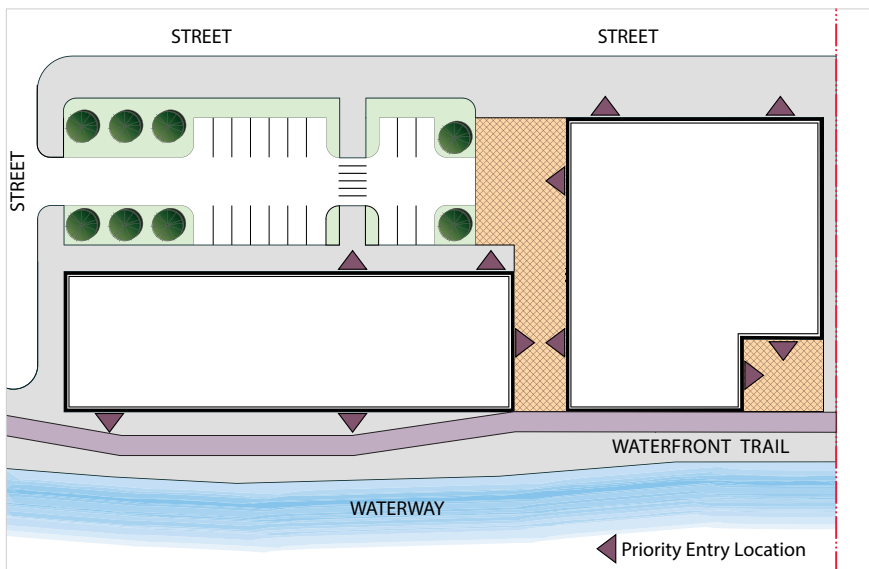 STREET
STREET
STREET
WATERFRONT TRAIL
WATERWAY
Priority Entry Location